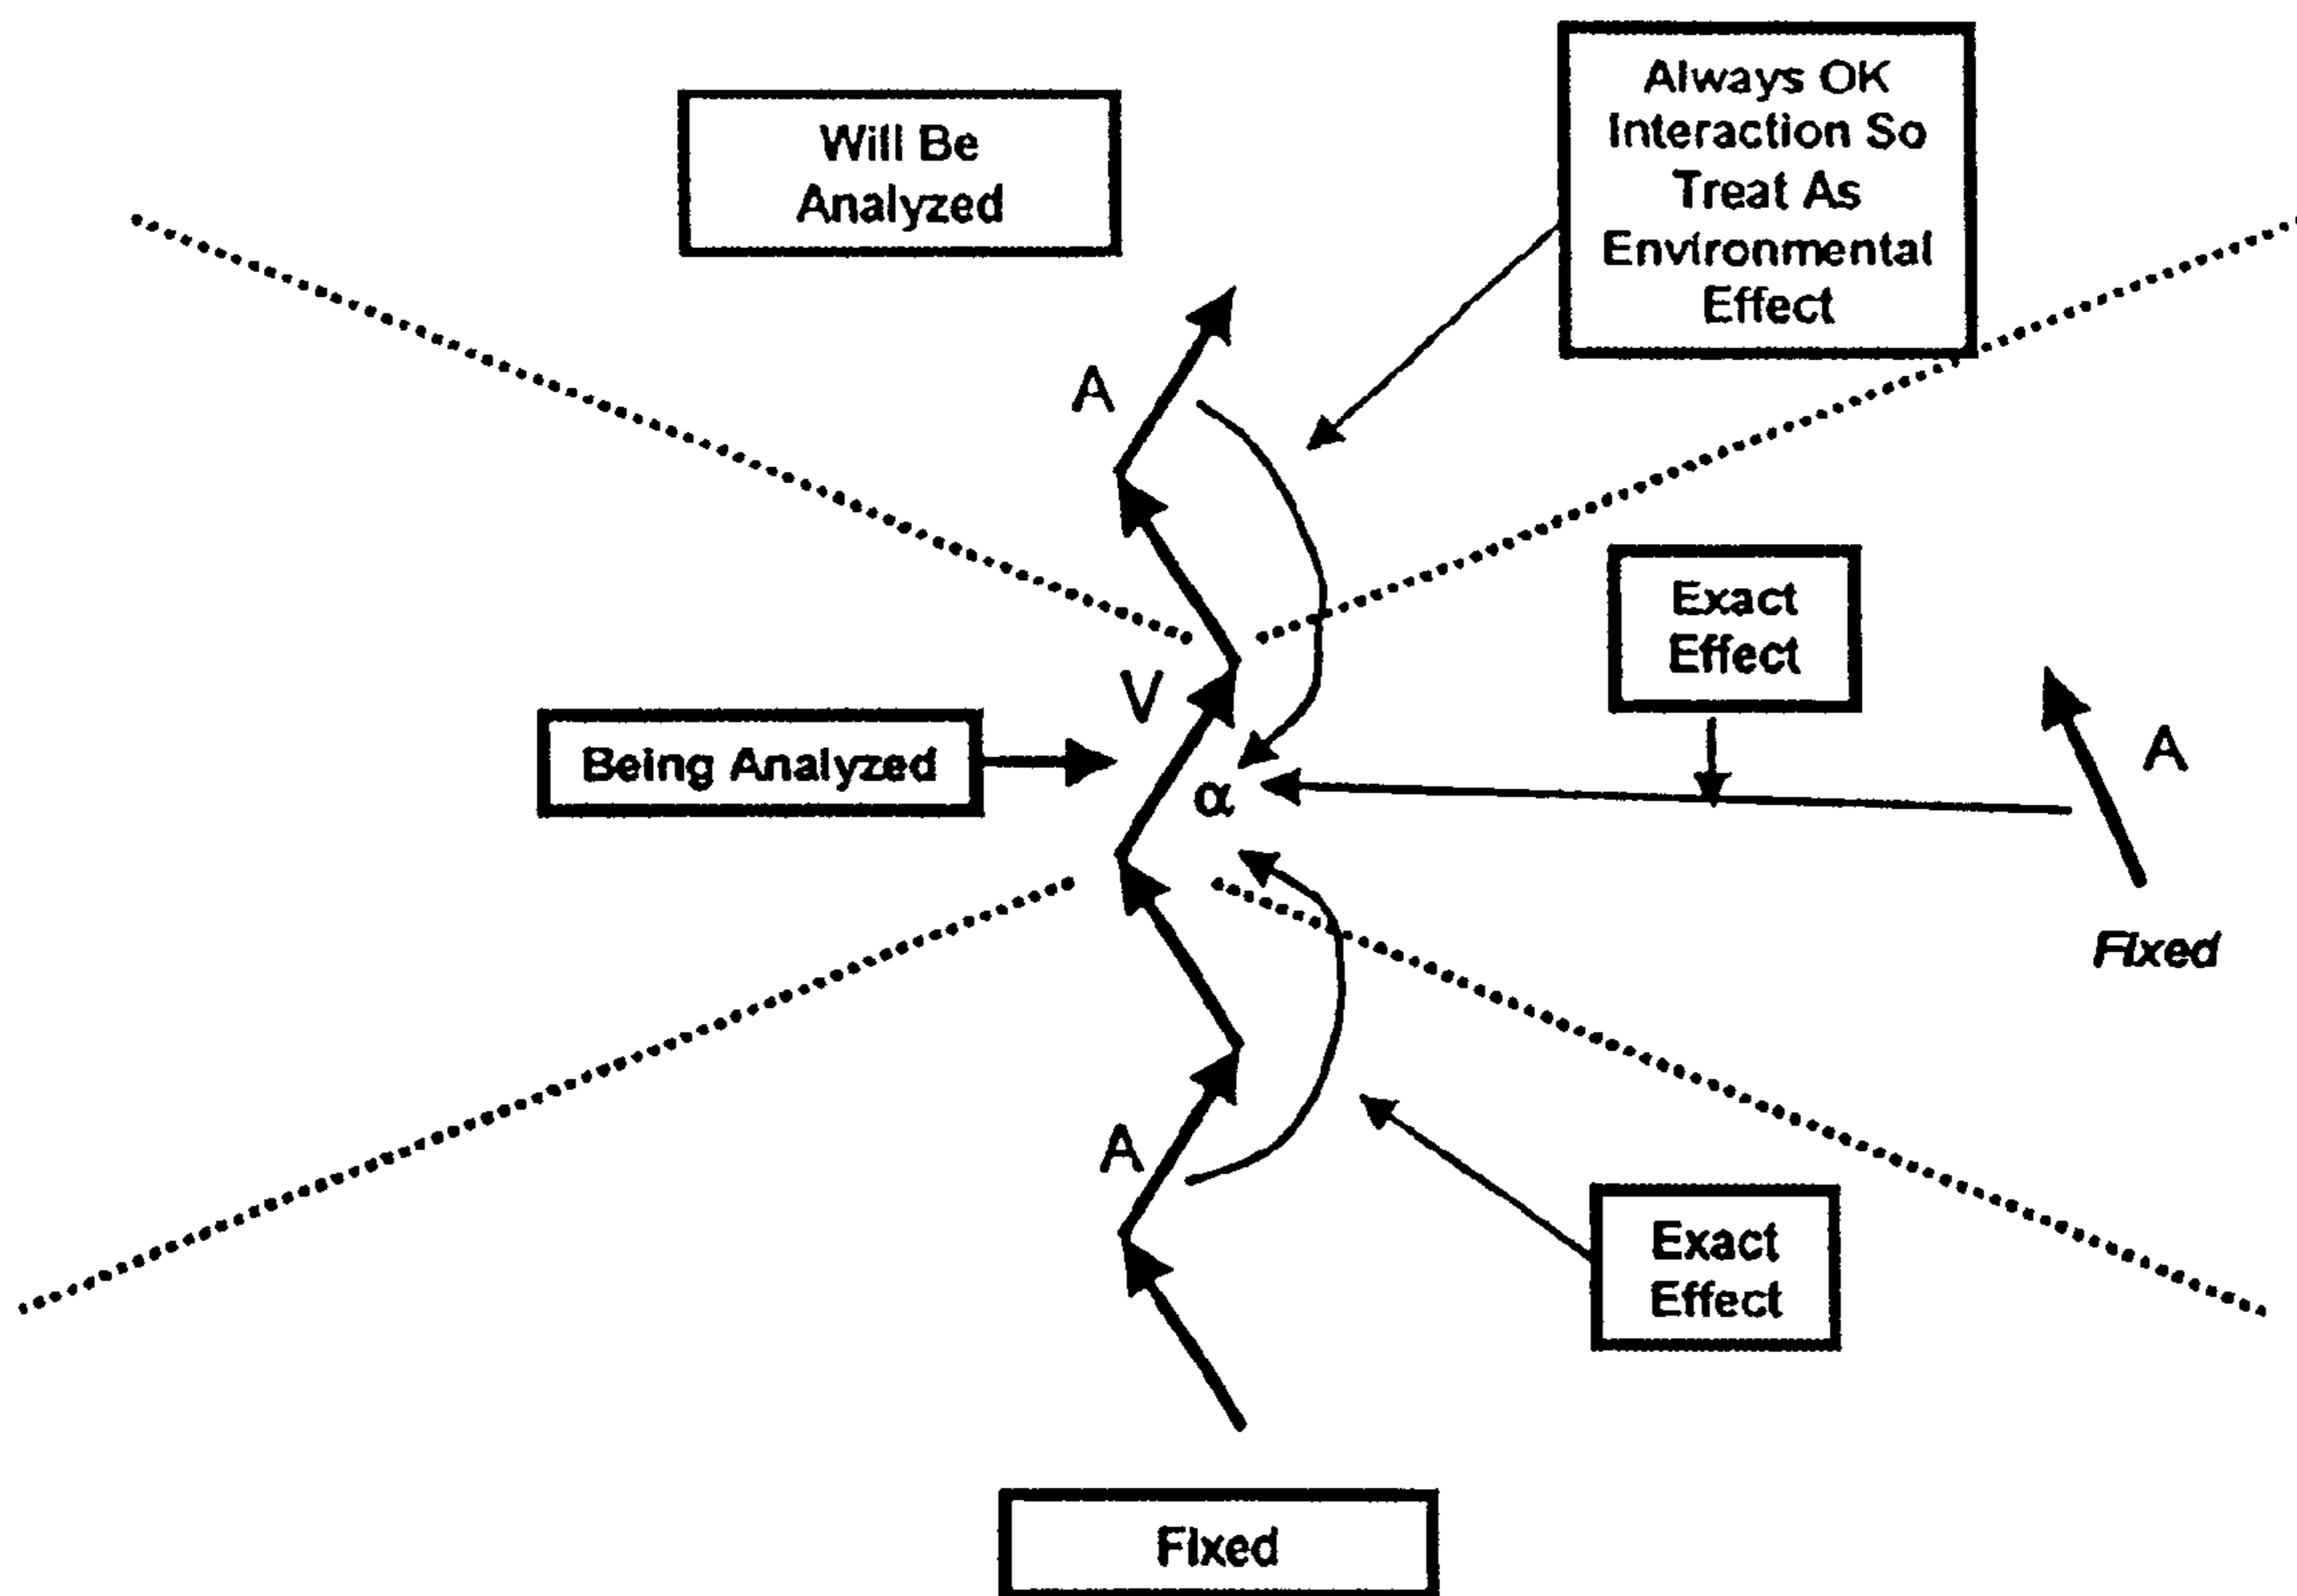 Will Be
Analyzed
Always OK
Interaction So
Treat As
Environmental
Effect
A
Exact
Effect
V
Being Analyzed
α
A
Fixed
A
Exact
Effect
Fixed